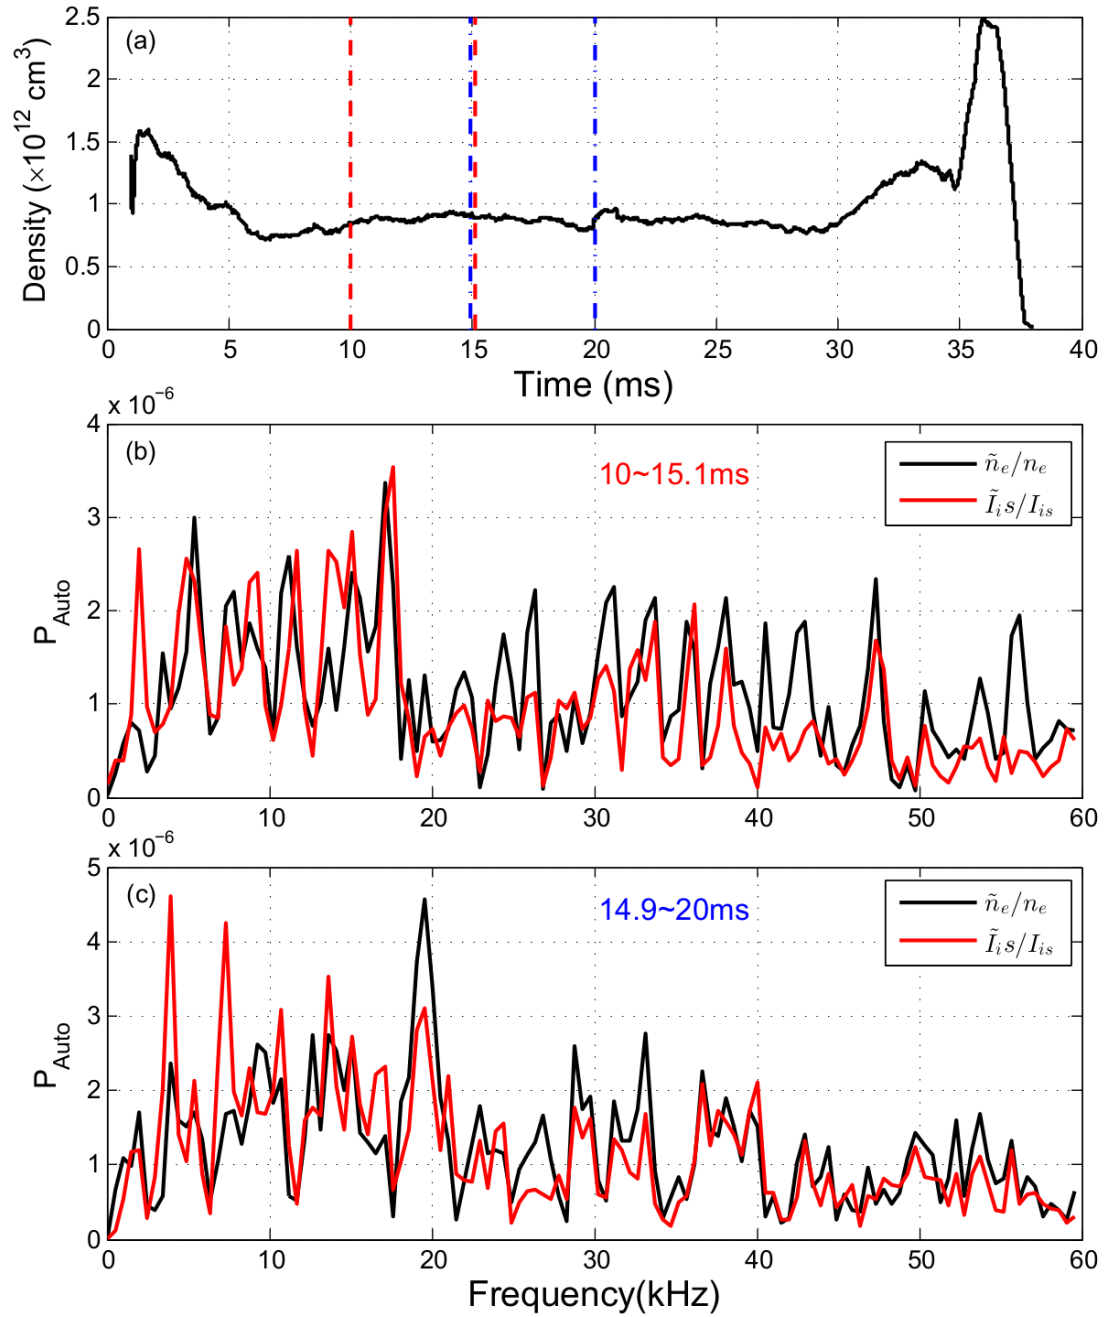 (a)
Density (×10¹² cm³)
2.5
2
1.5
1
0.5
0
0 5 10 15 20 25 30 35 40
Time (ms)
x 10⁻⁶
(b)
10~15.1ms
ñₑ/nₑ
Ĩᵢs/Iᵢₛ
P_Auto
4
3
2
1
0
0 10 20 30 40 50 60
x 10⁻⁶
(c)
14.9~20ms
ñₑ/nₑ
Ĩᵢs/Iᵢₛ
P_Auto
5
4
3
2
1
0
0 10 20 30 40 50 60
Frequency(kHz)